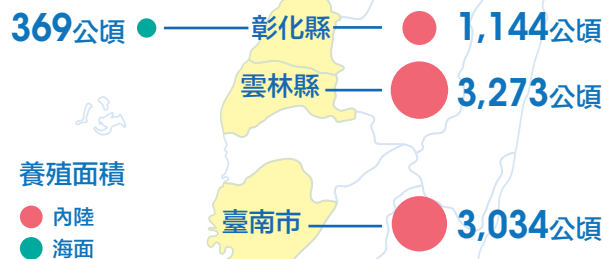 369公頃 彰化縣 1,144公頃
雲林縣 3,273公頃
養殖面積
內陸
臺南市 3,034公頃
海面